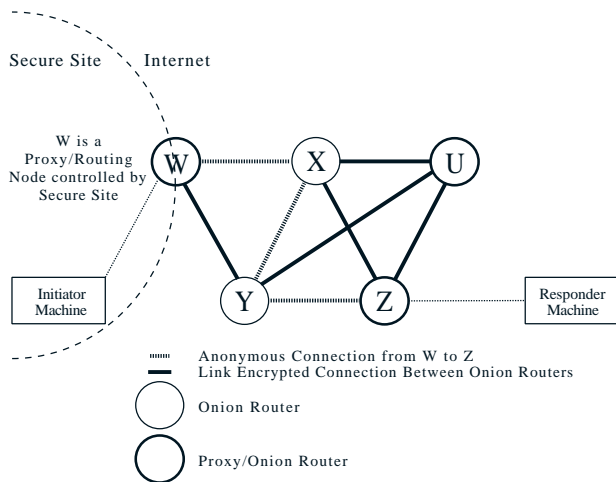 Secure Site
Internet
W is a
Proxy/Routing
Node controlled by
Secure Site
W
X
U
Y
Z
Initiator
Machine
Responder
Machine
Anonymous Connection from W to Z
Link Encrypted Connection Between Onion Routers
Onion Router
Proxy/Onion Router